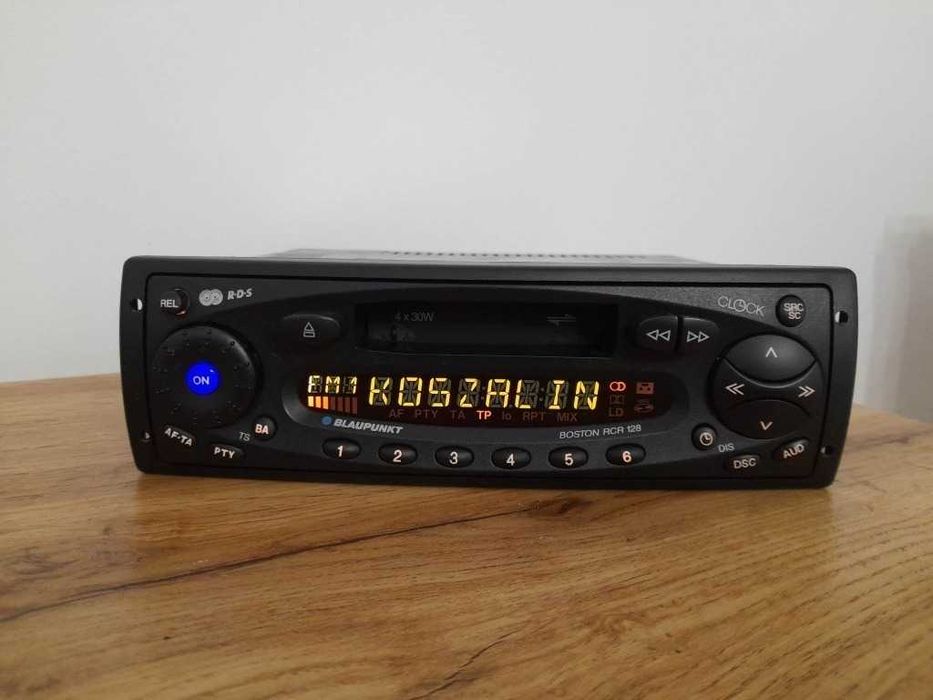 REL
R·D·S
4 x 30W
CLOCK
SRC
SC
ON
FM1 KOSZALIN
AF PTY TA TP lo RPT MIX
LD
BLAUPUNKT
BOSTON RCR 128
AF·TA
TS
BA
PTY
1 2 3 4 5 6
DIS
DSC
AUD